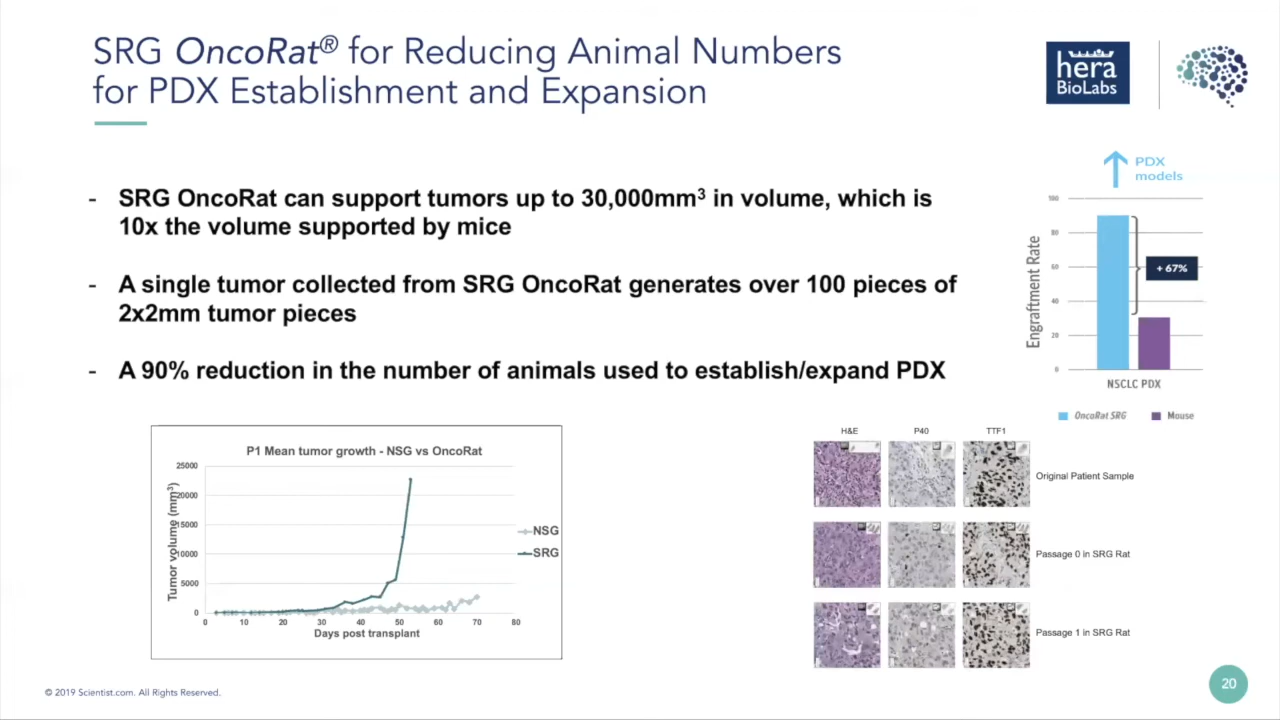 SRG OncoRat® for Reducing Animal Numbers
for PDX Establishment and Expansion
hera
BioLabs
- SRG OncoRat can support tumors up to 30,000mm³ in volume, which is
10x the volume supported by mice
- A single tumor collected from SRG OncoRat generates over 100 pieces of
2x2mm tumor pieces
- A 90% reduction in the number of animals used to establish/expand PDX
PDX
models
Engraftment Rate
100
80
60
40
20
0
+ 67%
NSCLC PDX
OncoRat SRG
Mouse
P1 Mean tumor growth - NSG vs OncoRat
Tumor volume (mm³)
25000
20000
15000
10000
5000
0
0 10 20 30 40 50 60 70 80
Days post transplant
NSG
SRG
H&E P40 TTF1
Original Patient Sample
Passage 0 in SRG Rat
Passage 1 in SRG Rat
© 2019 Scientist.com. All Rights Reserved.
20